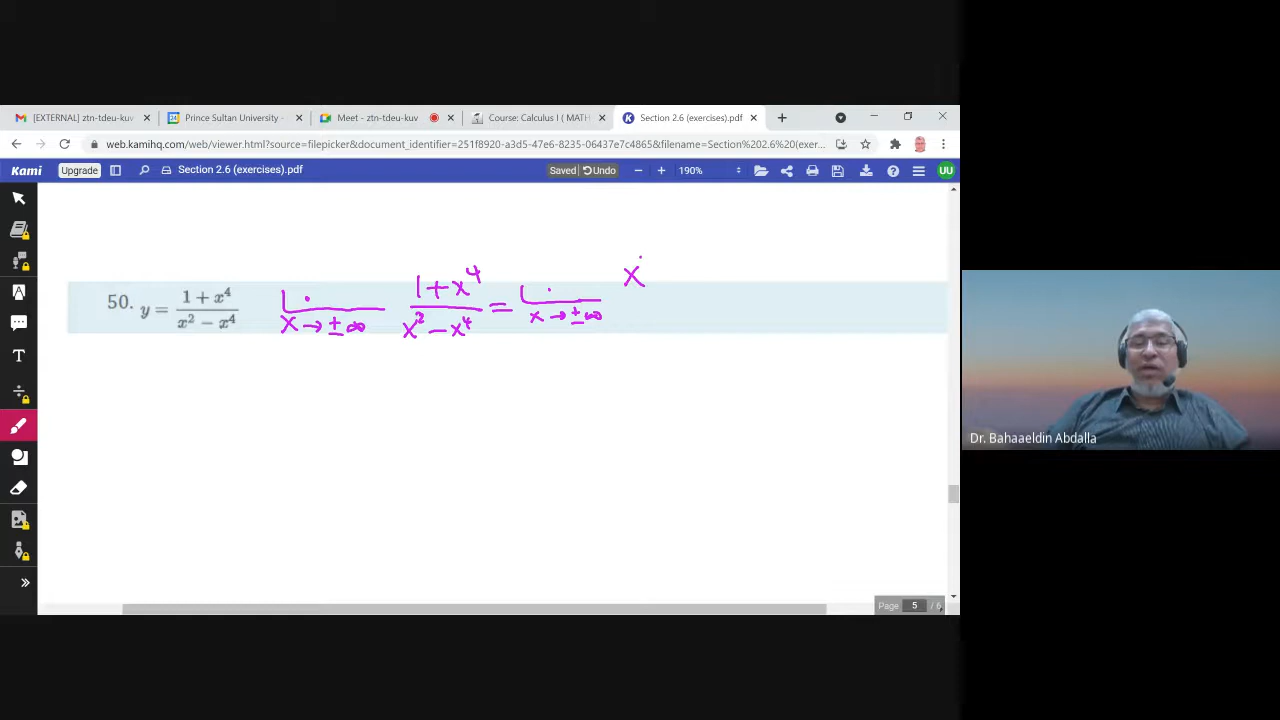 [EXTERNAL] ztn-tdeu-kuv
Prince Sultan University -
Meet - ztn-tdeu-kuv
Course: Calculus I ( MATH
Section 2.6 (exercises).pdf
web.kamihq.com/web/viewer.html?source=filepicker&document_identifier=251f8920-a3d5-47e6-8235-06437e7c4865&filename=Section%202.6%20(exer...
Kami Upgrade Section 2.6 (exercises).pdf Saved Undo 190% UU
50. y = (1 + x⁴)/(x² − x⁴) x → ± ∞ (1 + x⁴)/(x² − x⁴) = x → ± ∞ x
Dr. Bahaaeldin Abdalla
Page 5 / 6